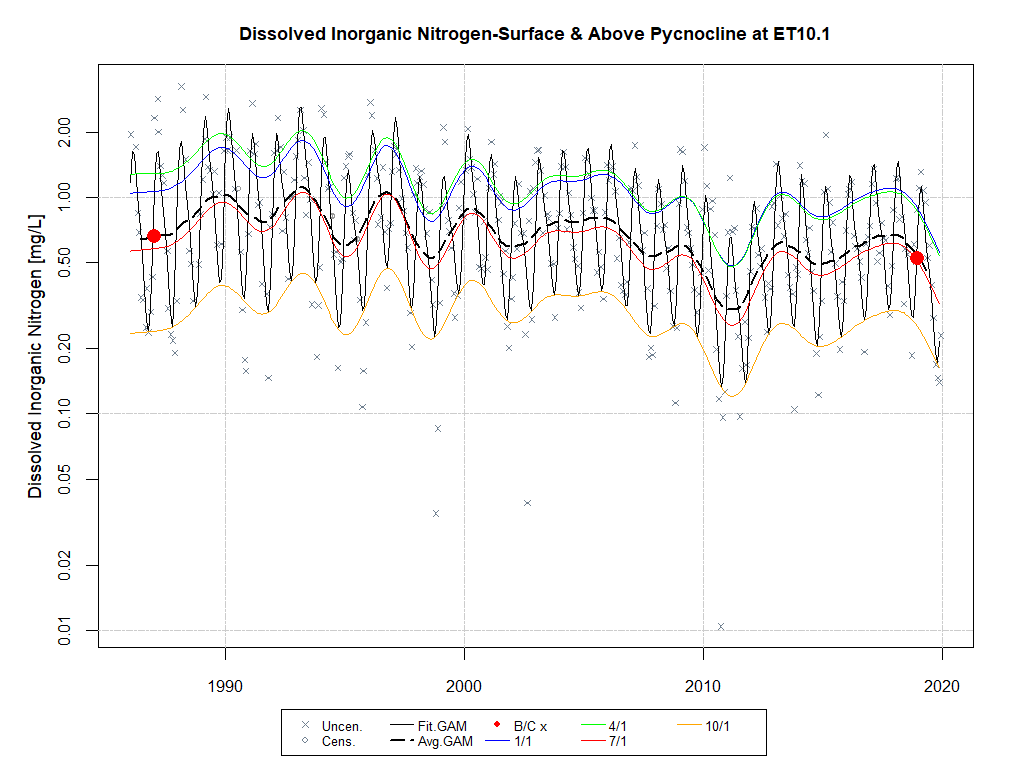 Dissolved Inorganic Nitrogen-Surface & Above Pycnocline at ET10.1
Dissolved Inorganic Nitrogen [mg/L]
2.00
1.00
0.50
0.20
0.10
0.05
0.02
0.01
1990 2000 2010 2020
Uncen. Fit.GAM B/C x 4/1 10/1
Cens. Avg.GAM 1/1 7/1